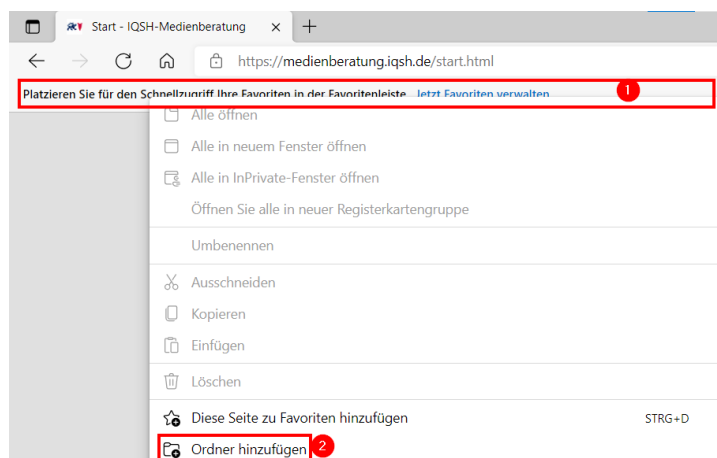 Start - IQSH-Medienberatung
https://medienberatung.iqsh.de/start.html
Platzieren Sie für den Schnellzugriff Ihre Favoriten in der Favoritenleiste Jetzt Favoriten verwalten
1
Alle öffnen
Alle in neuem Fenster öffnen
Alle in InPrivate-Fenster öffnen
Öffnen Sie alle in neuer Registerkartengruppe
Umbenennen
Ausschneiden
Kopieren
Einfügen
Löschen
Diese Seite zu Favoriten hinzufügen STRG+D
Ordner hinzufügen 2